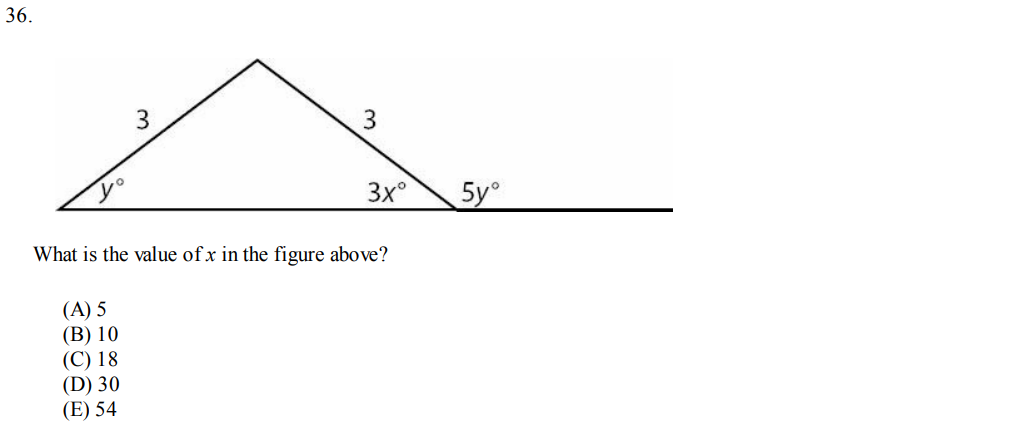 36.
3 3
y° 3x° 5y°
What is the value of x in the figure above?
(A) 5
(B) 10
(C) 18
(D) 30
(E) 54